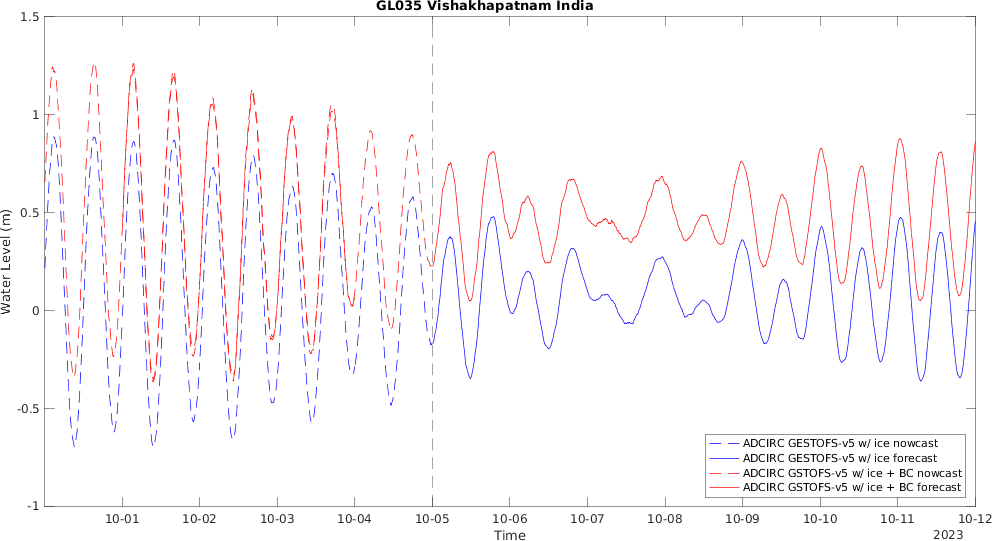 GL035 Vishakhapatnam India
1.5
1
0.5
0
-0.5
-1
Water Level (m)
10-01 10-02 10-03 10-04 10-05 10-06 10-07 10-08 10-09 10-10 10-11 10-12
Time
2023
ADCIRC GESTOFS-v5 w/ ice nowcast
ADCIRC GESTOFS-v5 w/ ice forecast
ADCIRC GSTOFS-v5 w/ ice + BC nowcast
ADCIRC GSTOFS-v5 w/ ice + BC forecast